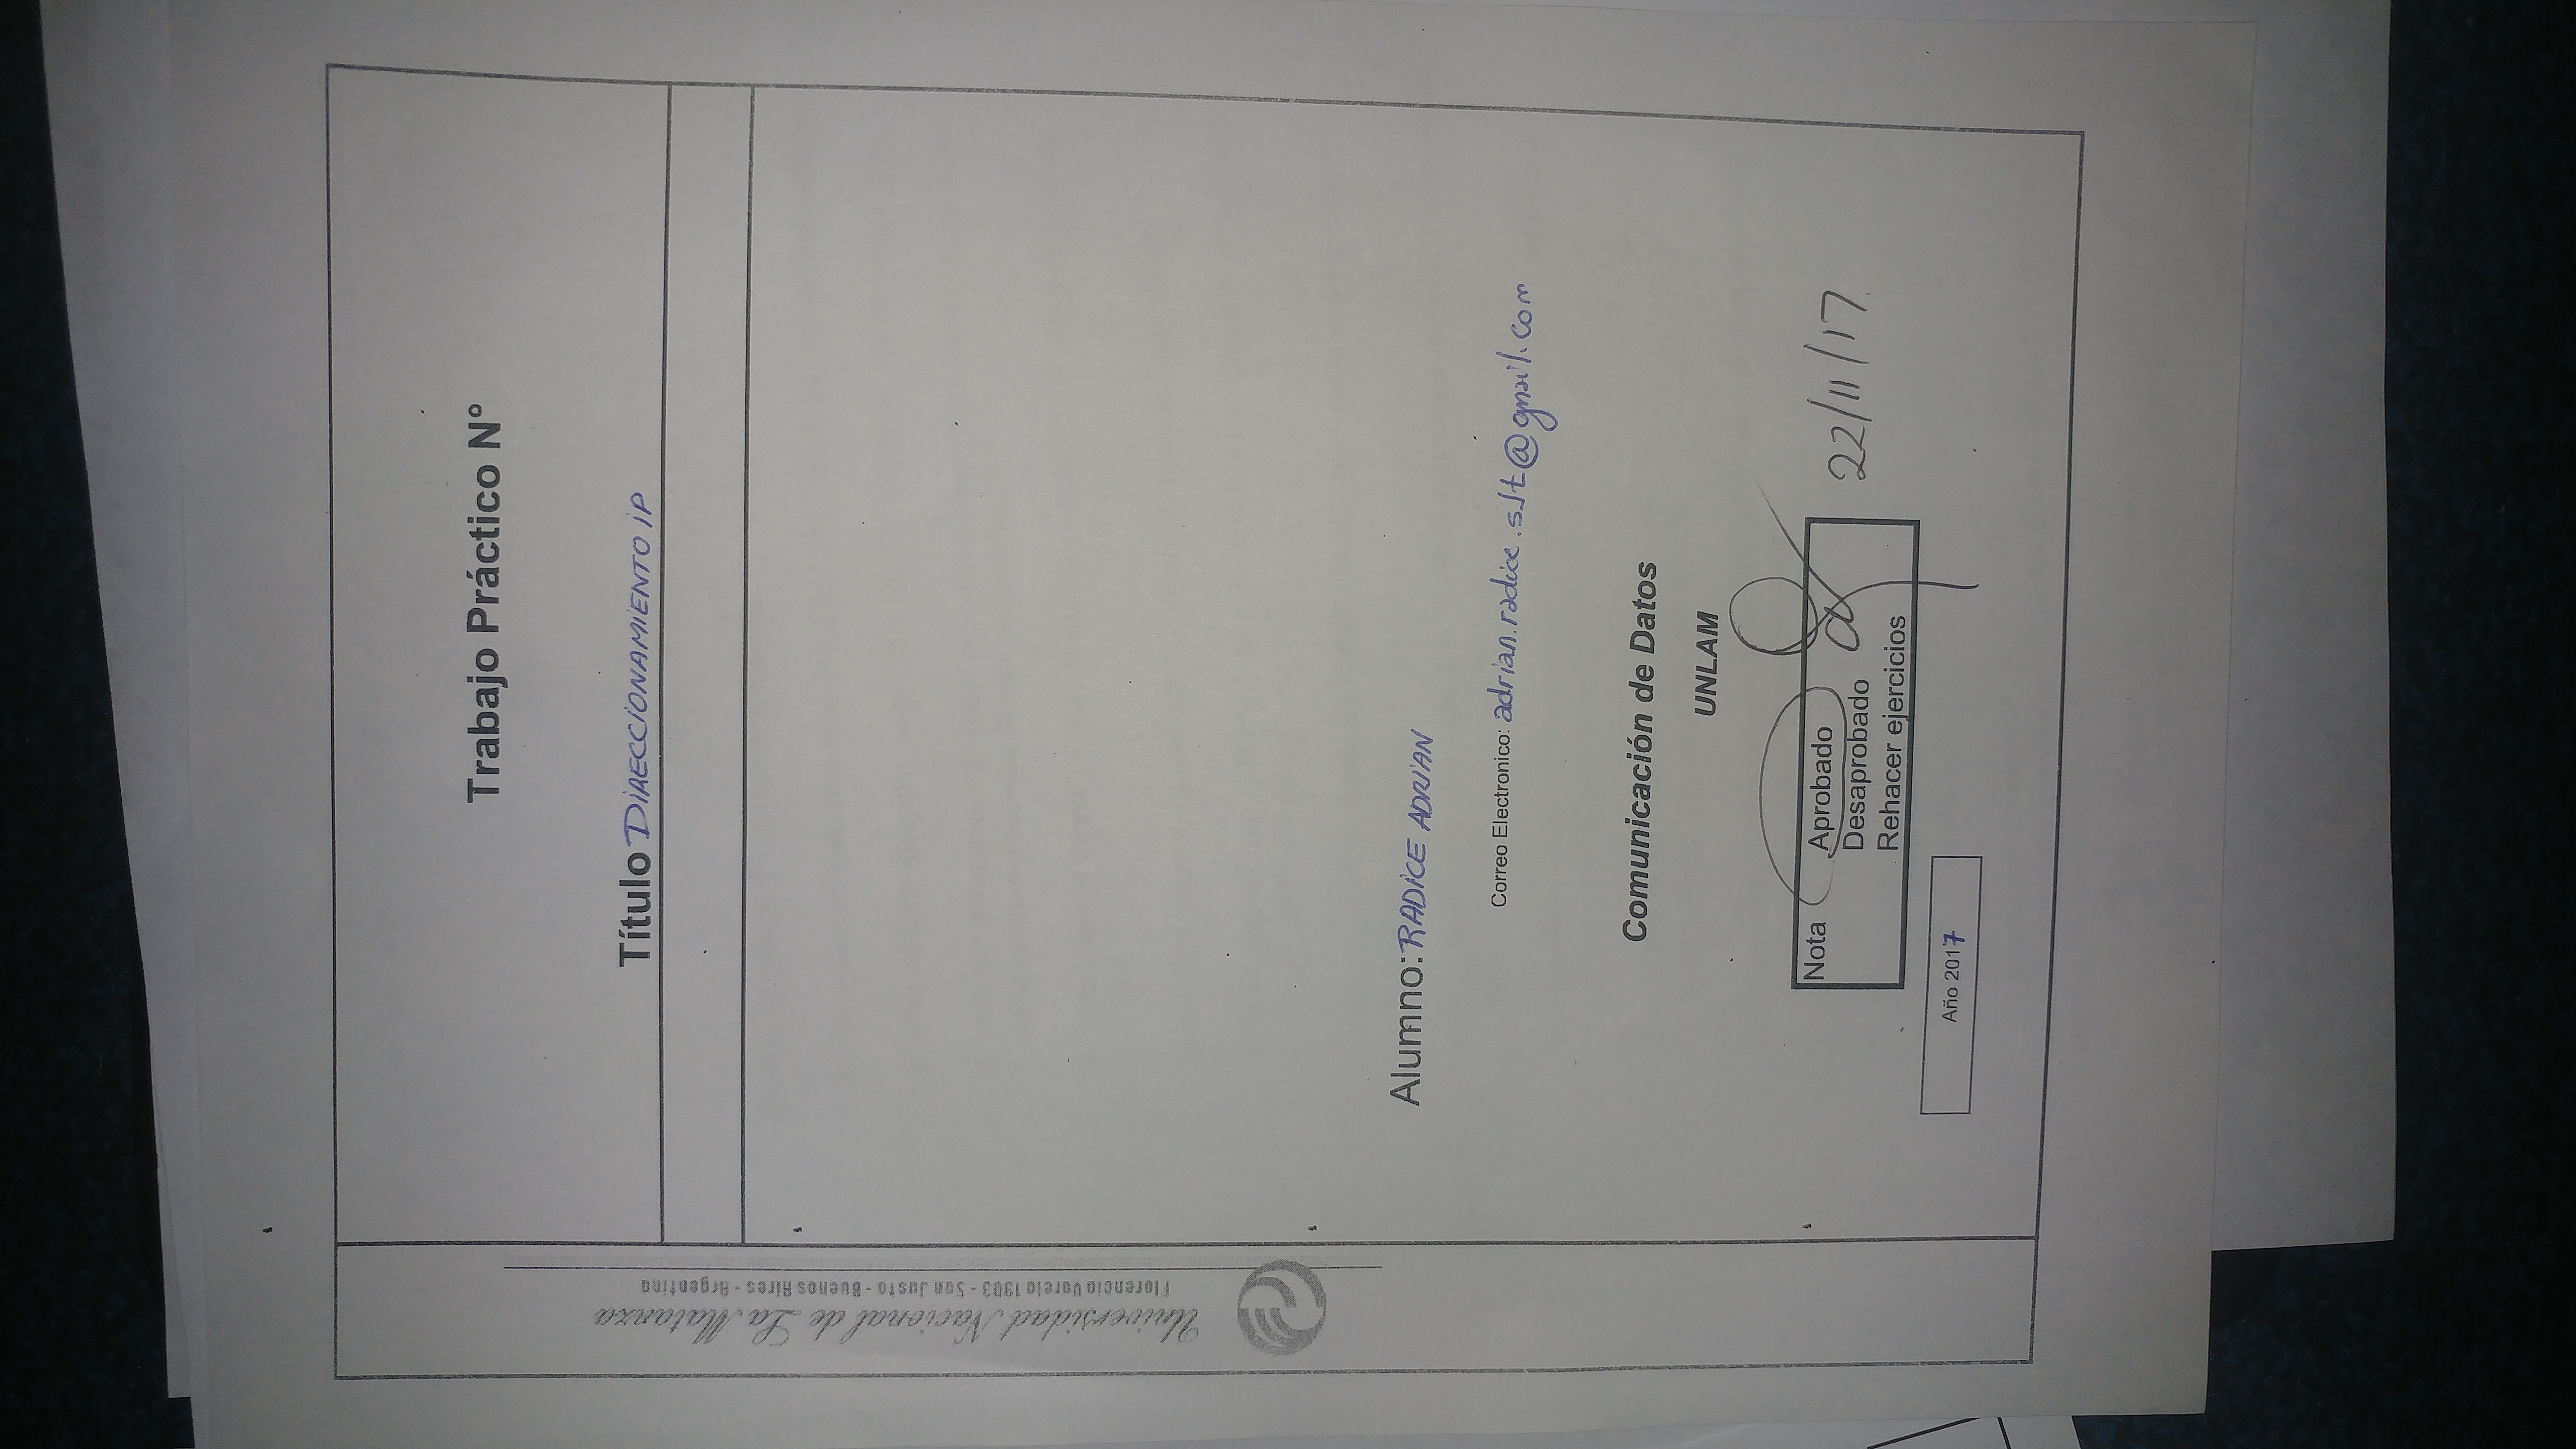 Trabajo Práctico Nº
Título DiRECCiONAMiENTO iP
Universidad Nacional de La Matanza
Florencio Varela 1903 - San Justo - Buenos Aires - Argentina
Alumno: RADiCE ADRiAN
Correo Electronico: adrian.radice.slt@gmail.com
Comunicación de Datos
UNLAM
Nota Aprobado
Desaprobado
Rehacer ejercicios
22/11/17
Año 2017